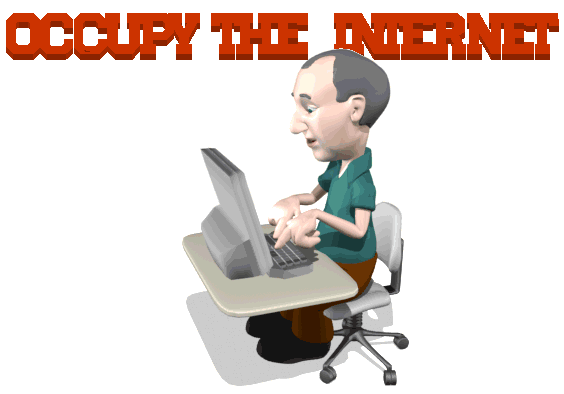 OCCUPY THE INTERNET